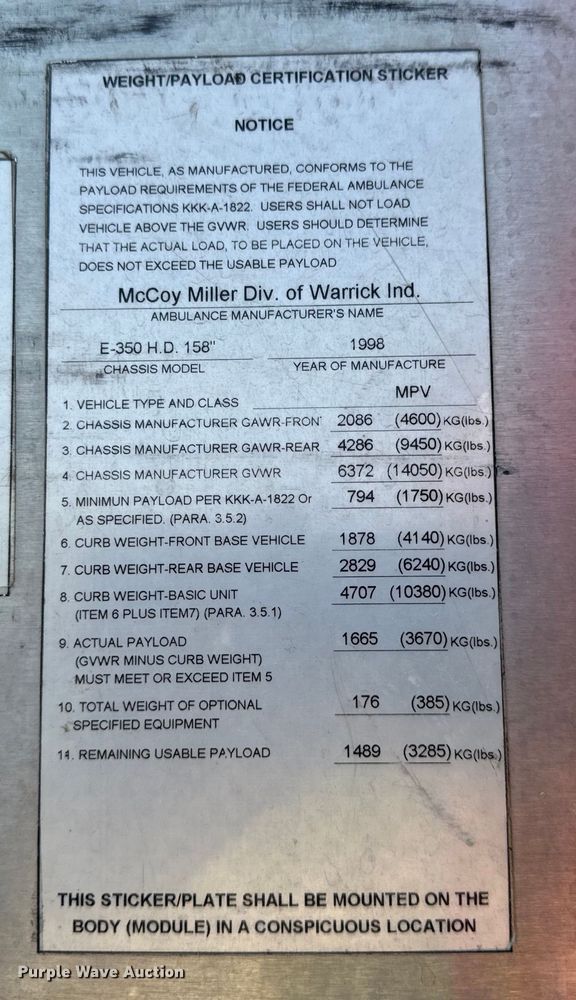 WEIGHT/PAYLOAD CERTIFICATION STICKER
NOTICE
THIS VEHICLE, AS MANUFACTURED, CONFORMS TO THE
PAYLOAD REQUIREMENTS OF THE FEDERAL AMBULANCE
SPECIFICATIONS KKK-A-1822. USERS SHALL NOT LOAD
VEHICLE ABOVE THE GVWR. USERS SHOULD DETERMINE
THAT THE ACTUAL LOAD, TO BE PLACED ON THE VEHICLE,
DOES NOT EXCEED THE USABLE PAYLOAD
McCoy Miller Div. of Warrick Ind.
AMBULANCE MANUFACTURER'S NAME
E-350 H.D. 158" 1998
CHASSIS MODEL YEAR OF MANUFACTURE
1. VEHICLE TYPE AND CLASS MPV
2. CHASSIS MANUFACTURER GAWR-FRONT 2086 (4600) KG(lbs.)
3. CHASSIS MANUFACTURER GAWR-REAR 4286 (9450) KG(lbs.)
4. CHASSIS MANUFACTURER GVWR 6372 (14050) KG(lbs.)
5. MINIMUN PAYLOAD PER KKK-A-1822 Or 794 (1750) KG(lbs.)
AS SPECIFIED. (PARA. 3.5.2)
6. CURB WEIGHT-FRONT BASE VEHICLE 1878 (4140) KG(lbs.)
7. CURB WEIGHT-REAR BASE VEHICLE 2829 (6240) KG(lbs.)
8. CURB WEIGHT-BASIC UNIT 4707 (10380) KG(lbs.)
(ITEM 6 PLUS ITEM7) (PARA. 3.5.1)
9. ACTUAL PAYLOAD 1665 (3670) KG(lbs.)
(GVWR MINUS CURB WEIGHT)
MUST MEET OR EXCEED ITEM 5
10. TOTAL WEIGHT OF OPTIONAL 176 (385) KG(lbs.)
SPECIFIED EQUIPMENT
11. REMAINING USABLE PAYLOAD 1489 (3285) KG(lbs.)
THIS STICKER/PLATE SHALL BE MOUNTED ON THE
BODY (MODULE) IN A CONSPICUOUS LOCATION
Purple Wave Auction